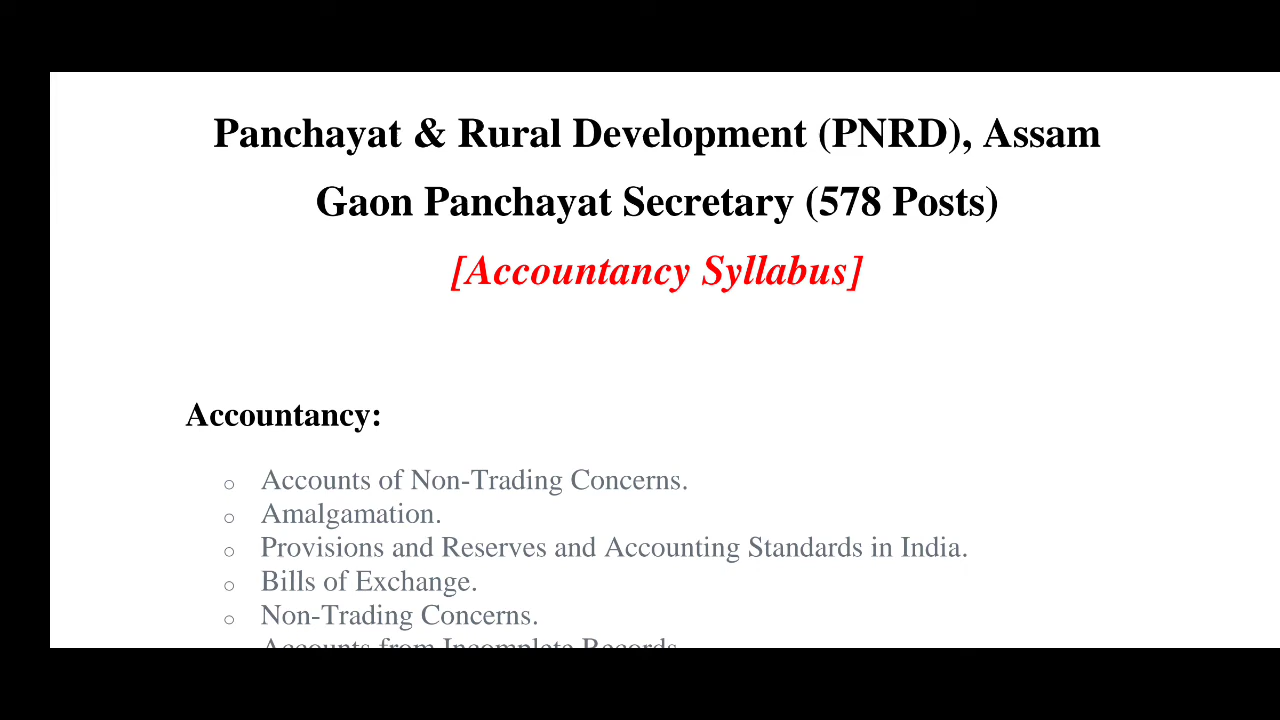 Panchayat & Rural Development (PNRD), Assam
Gaon Panchayat Secretary (578 Posts)
[Accountancy Syllabus]
Accountancy:
○ Accounts of Non-Trading Concerns.
○ Amalgamation.
○ Provisions and Reserves and Accounting Standards in India.
○ Bills of Exchange.
○ Non-Trading Concerns.
Accounts from Incomplete Records